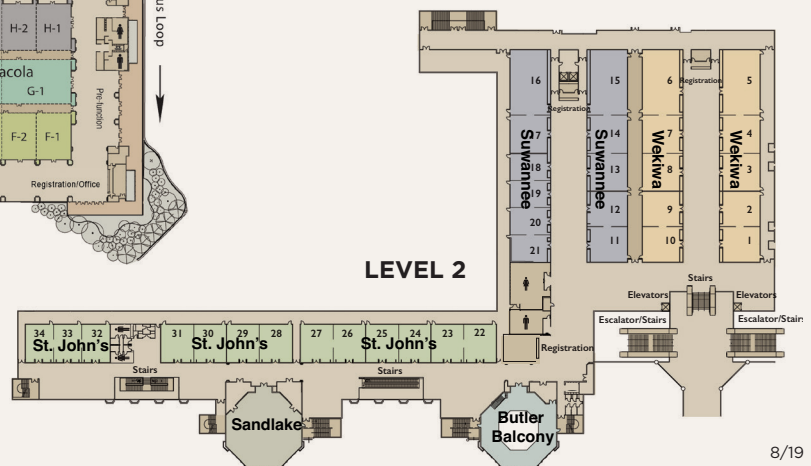 H-2 H-1
us Loop
acola
G-1
Pre-function
F-2 F-1
Registration/Office
16
Registration
15
6
Registration
5
Suwannee
17
18
19
20
21
Suwannee
14
13
12
11
Wekiwa
7
8
9
10
Wekiwa
4
3
2
1
LEVEL 2
Stairs
Elevators
Elevators
Escalator/Stairs
Escalator/Stairs
Registration
34 33 32
St. John's
31 30 29 28
St. John's
27 26 25 24 23 22
St. John's
Stairs
Stairs
Sandlake
Butler
Balcony
8/19